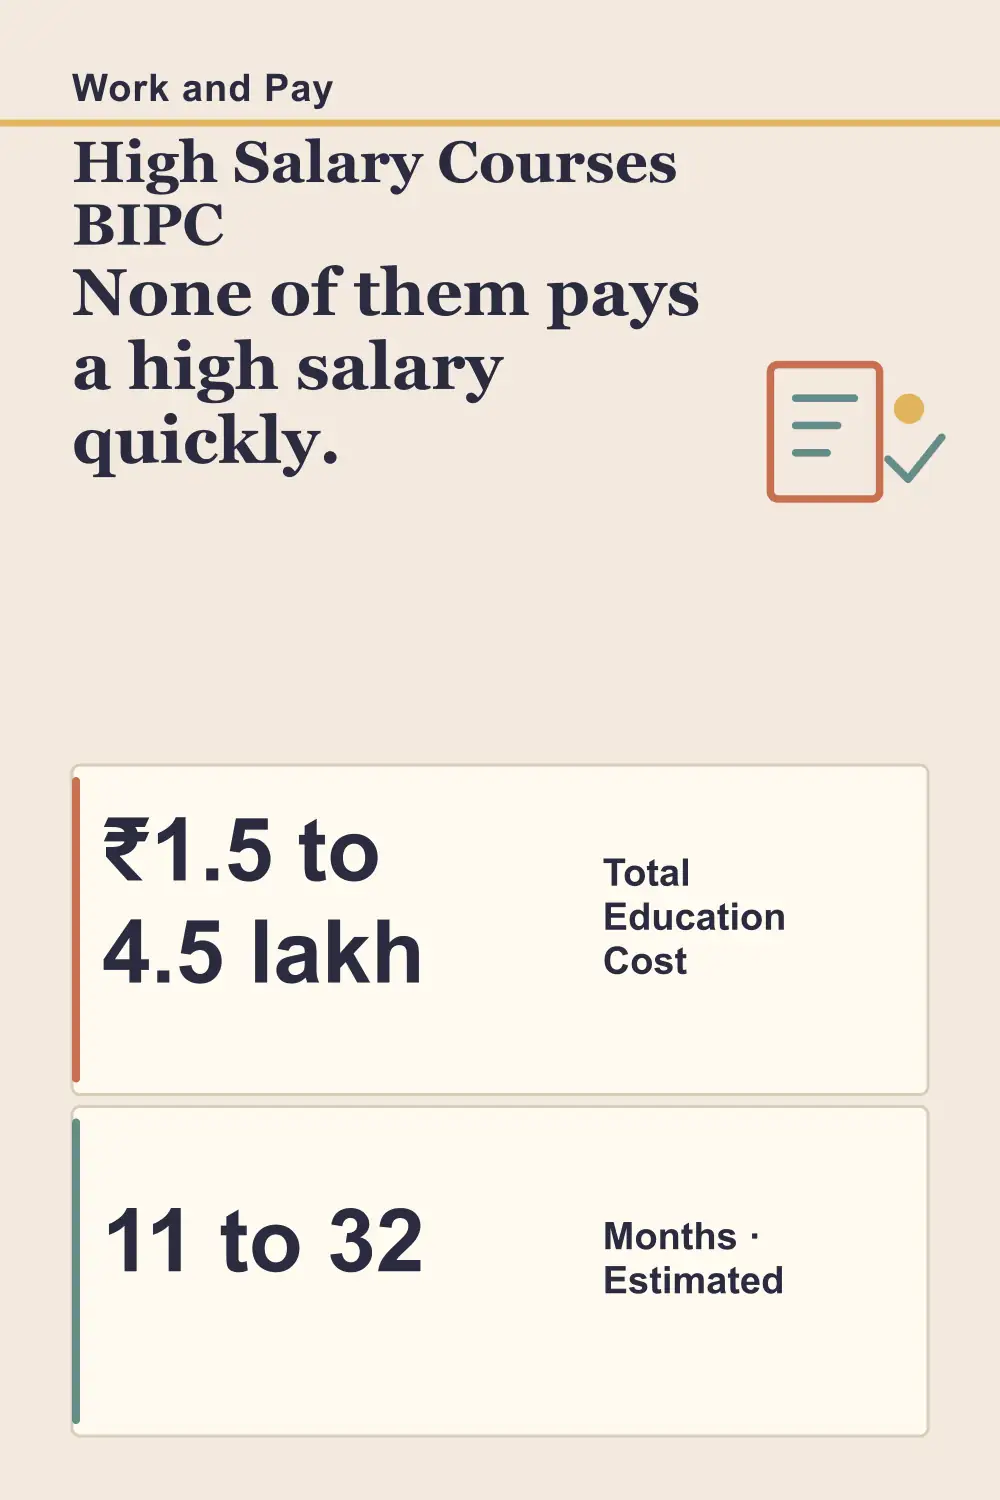 Work and Pay
High Salary Courses
BIPC
None of them pays
a high salary
quickly.
₹1.5 to
4.5 lakh
Total
Education
Cost
11 to 32
Months ·
Estimated